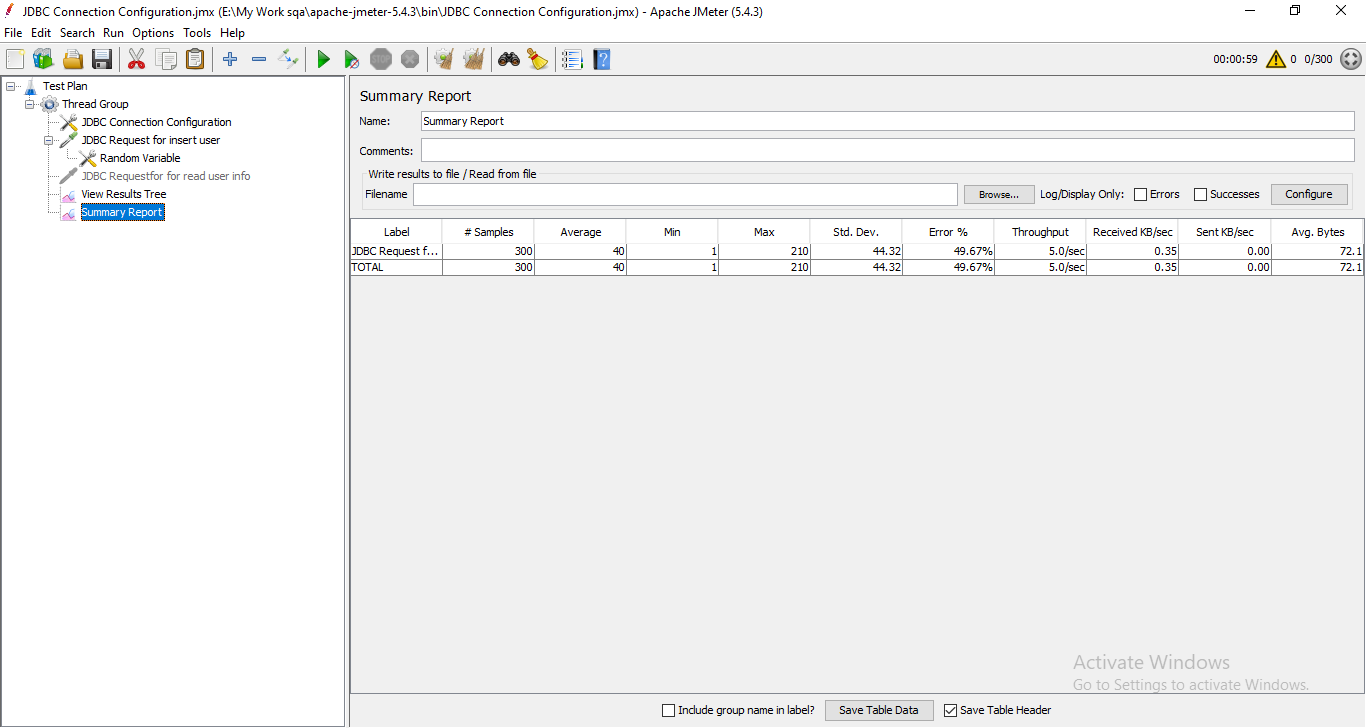 JDBC Connection Configuration.jmx (E:\My Work sqa\apache-jmeter-5.4.3\bin\JDBC Connection Configuration.jmx) - Apache JMeter (5.4.3)
File Edit Search Run Options Tools Help
STOP 00:00:59 0 0/300
Test Plan
Thread Group
JDBC Connection Configuration
JDBC Request for insert user
Random Variable
JDBC Requestfor for read user info
View Results Tree
Summary Report
Summary Report
Name: Summary Report
Comments:
Write results to file / Read from file
Filename Browse... Log/Display Only: Errors Successes Configure
Label # Samples Average Min Max Std. Dev. Error % Throughput Received KB/sec Sent KB/sec Avg. Bytes
JDBC Request f... 300 40 1 210 44.32 49.67% 5.0/sec 0.35 0.00 72.1
TOTAL 300 40 1 210 44.32 49.67% 5.0/sec 0.35 0.00 72.1
Activate Windows
Go to Settings to activate Windows.
Include group name in label? Save Table Data Save Table Header